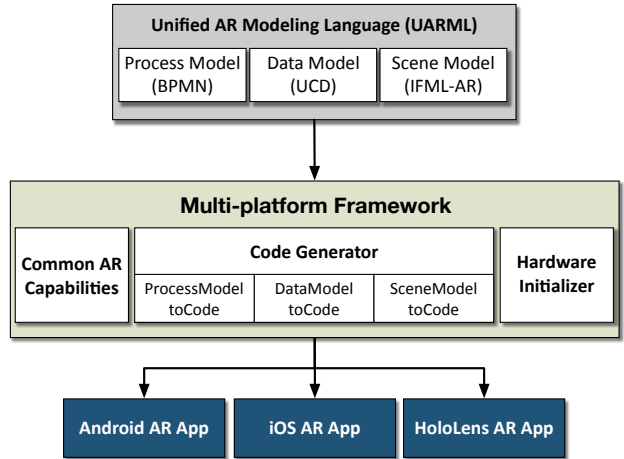 Unified AR Modeling Language (UARML)
Process Model
(BPMN)
Data Model
(UCD)
Scene Model
(IFML-AR)
Multi-platform Framework
Common AR
Capabilities
Code Generator
ProcessModel
toCode
DataModel
toCode
SceneModel
toCode
Hardware
Initializer
Android AR App
iOS AR App
HoloLens AR App